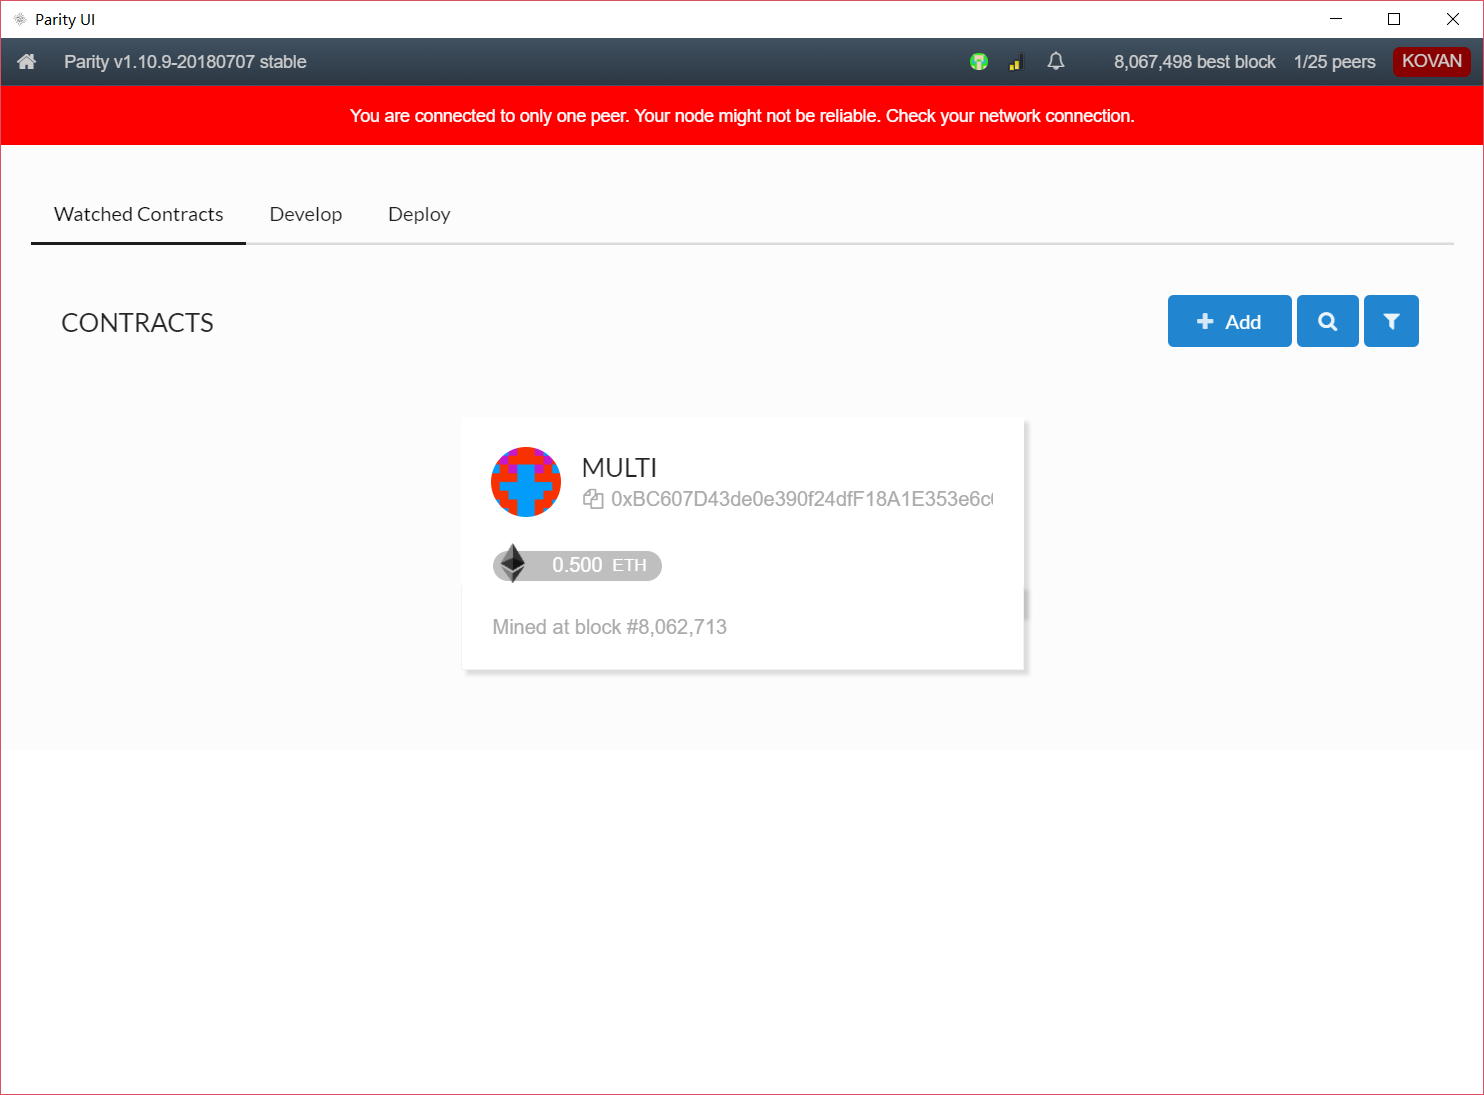 Parity UI
Parity v1.10.9-20180707 stable
8,067,498 best block
1/25 peers
KOVAN
You are connected to only one peer. Your node might not be reliable. Check your network connection.
Watched Contracts
Develop
Deploy
CONTRACTS
Add
MULTI
0xBC607D43de0e390f24dfF18A1E353e6c
0.500 ETH
Mined at block #8,062,713